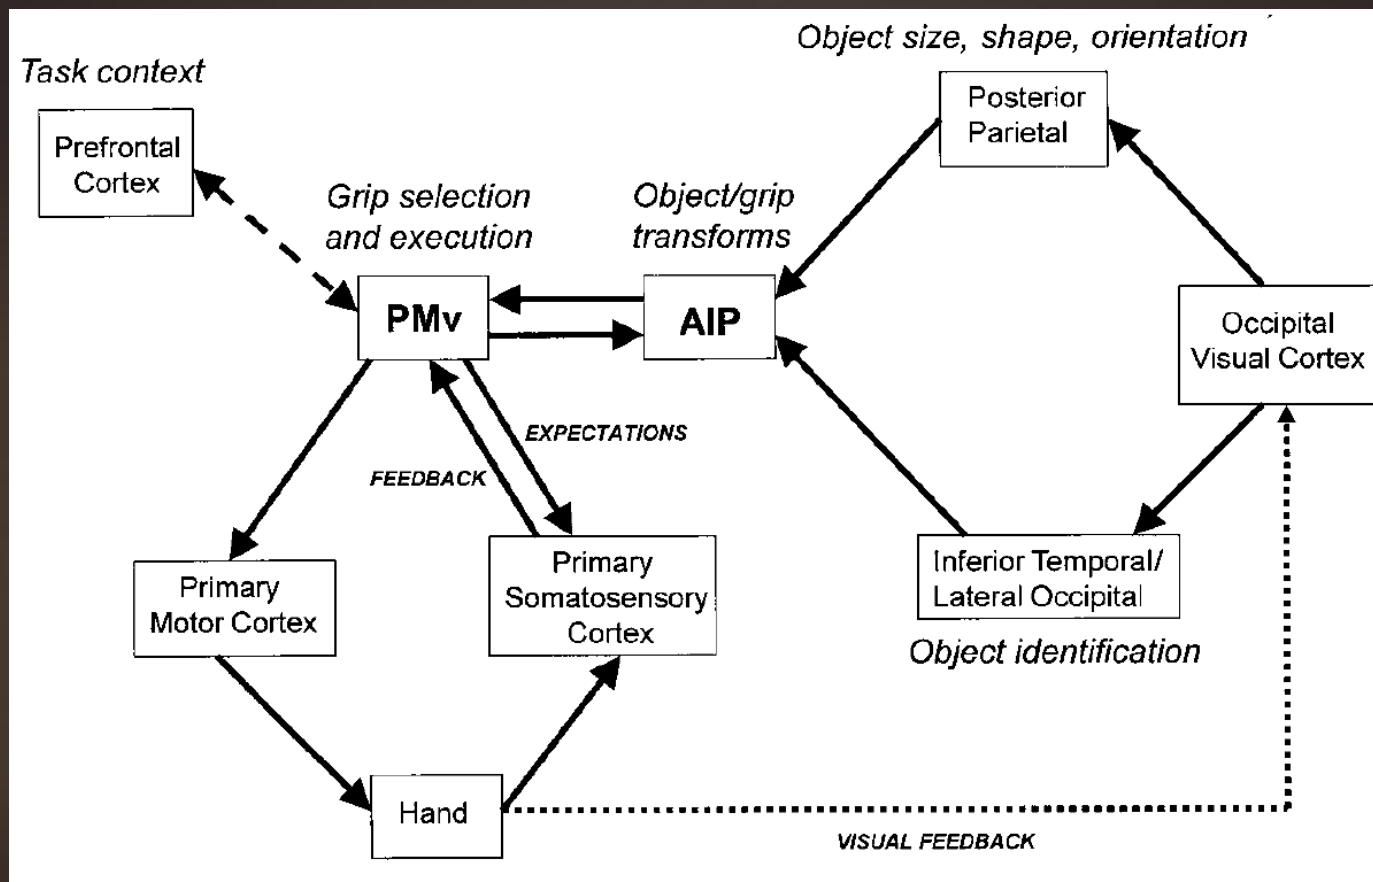 Object size, shape, orientation
Task context
Posterior
Parietal
Prefrontal
Cortex
Grip selection
and execution
Object/grip
transforms
PMv
AIP
Occipital
Visual Cortex
EXPECTATIONS
FEEDBACK
Primary
Motor Cortex
Primary
Somatosensory
Cortex
Inferior Temporal/
Lateral Occipital
Object identification
Hand
VISUAL FEEDBACK